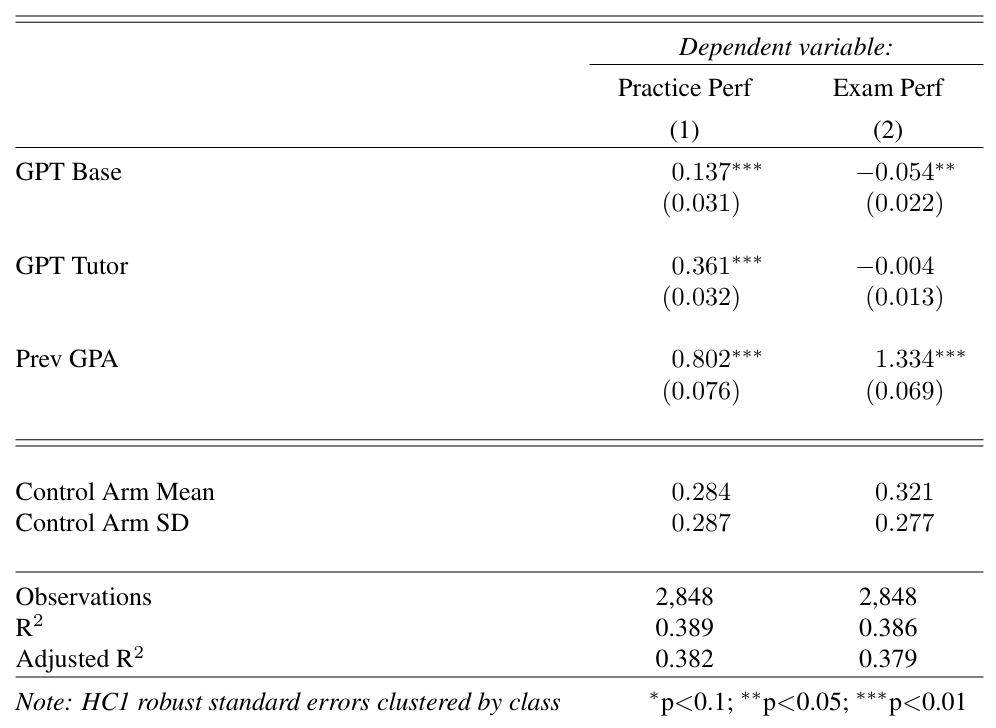 Dependent variable:
Practice Perf Exam Perf
(1) (2)
GPT Base 0.137*** −0.054**
(0.031) (0.022)
GPT Tutor 0.361*** −0.004
(0.032) (0.013)
Prev GPA 0.802*** 1.334***
(0.076) (0.069)
Control Arm Mean 0.284 0.321
Control Arm SD 0.287 0.277
Observations 2,848 2,848
R² 0.389 0.386
Adjusted R² 0.382 0.379
Note: HC1 robust standard errors clustered by class *p<0.1; **p<0.05; ***p<0.01